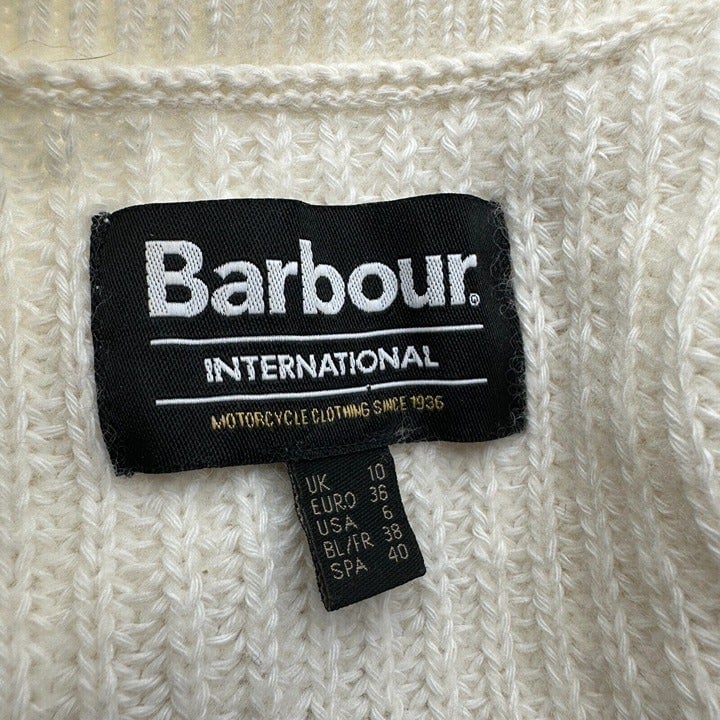 Barbour®
INTERNATIONAL
MOTORCYCLE CLOTHING SINCE 1936
UK 10
EURO 36
USA 6
BL/FR 38
SPA 40